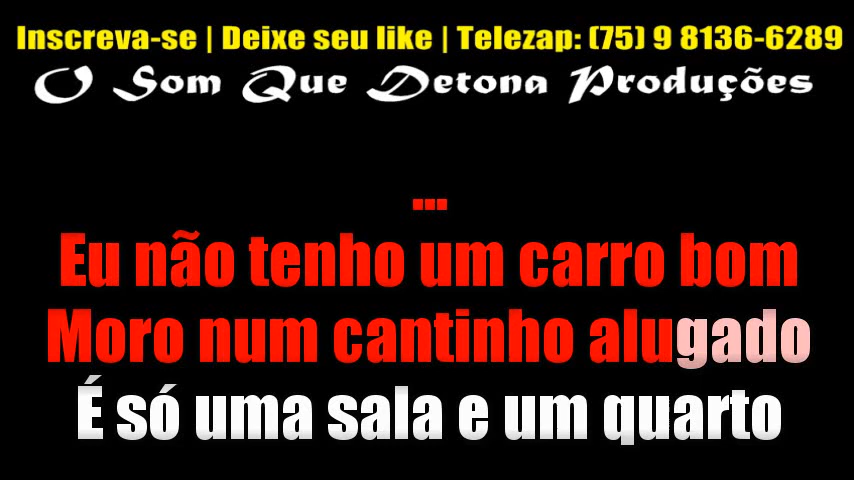 Inscreva-se | Deixe seu like | Telezap: (75) 9 8136-6289
O Som Que Detona Produções
...
Eu não tenho um carro bom
Moro num cantinho alugado
É só uma sala e um quarto